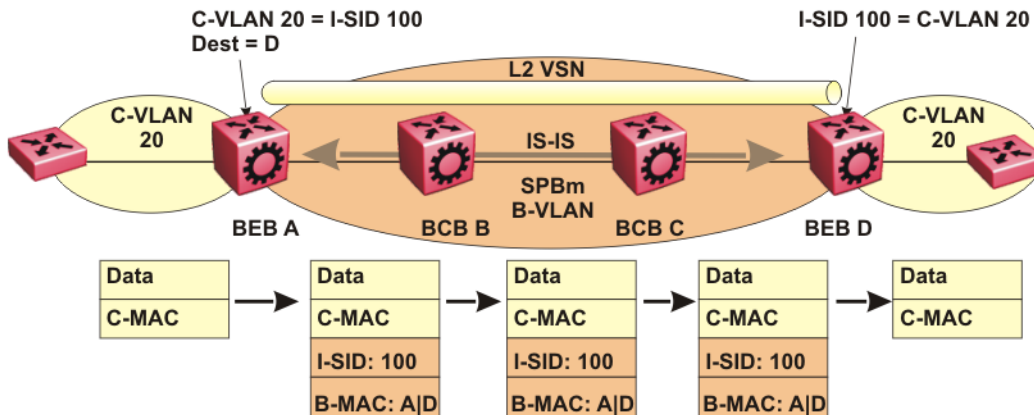 C-VLAN 20 = I-SID 100
Dest = D
I-SID 100 = C-VLAN 20
L2 VSN
C-VLAN
20
IS-IS
C-VLAN
20
SPBm
B-VLAN
BEB A
BCB B
BCB C
BEB D
Data
C-MAC
Data
C-MAC
I-SID: 100
B-MAC: A|D
Data
C-MAC
I-SID: 100
B-MAC: A|D
Data
C-MAC
I-SID: 100
B-MAC: A|D
Data
C-MAC